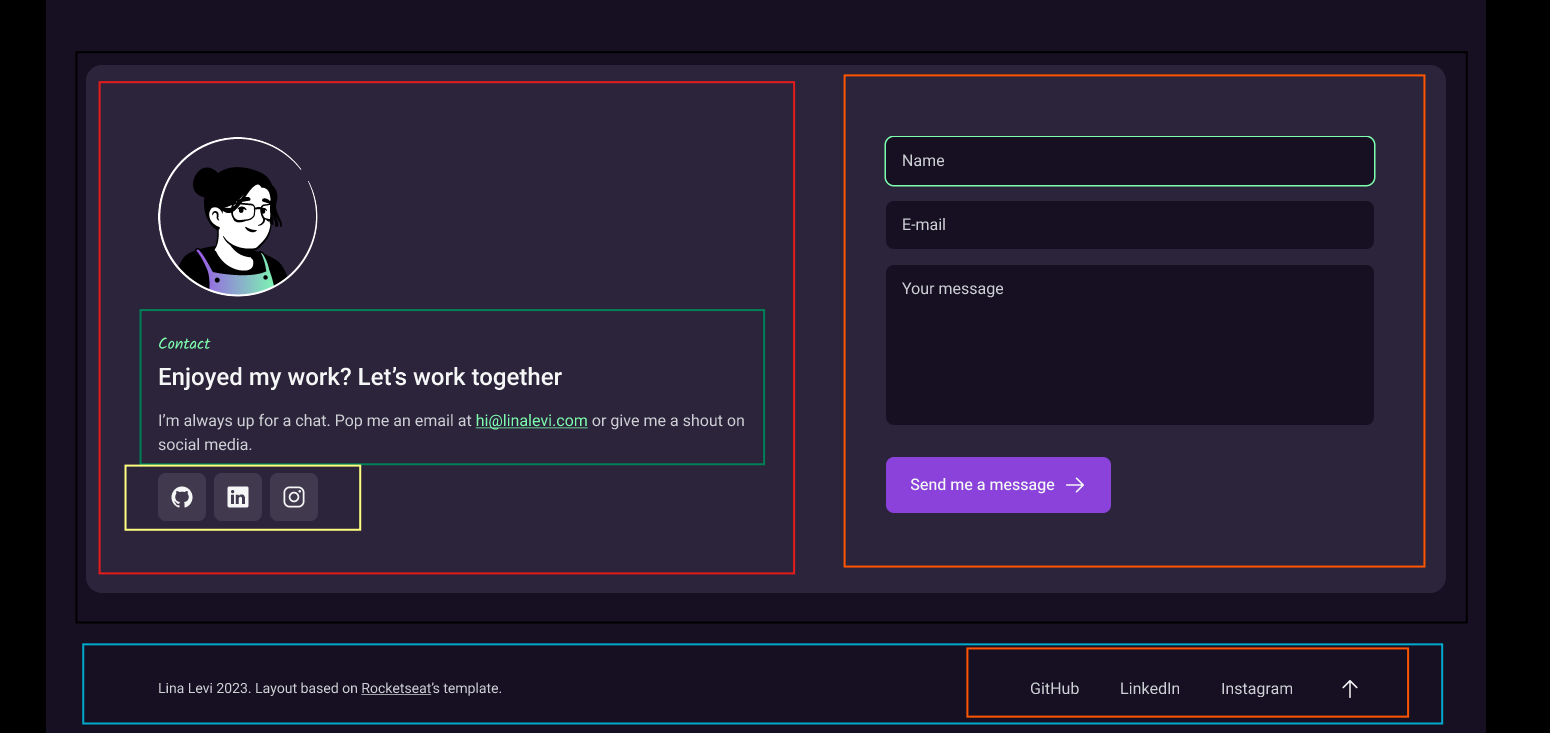 Contact
Enjoyed my work? Let’s work together
I’m always up for a chat. Pop me an email at hi@linalevi.com or give me a shout on
social media.
in
Name
E-mail
Your message
Send me a message
Lina Levi 2023. Layout based on Rocketseat’s template.
GitHub LinkedIn Instagram